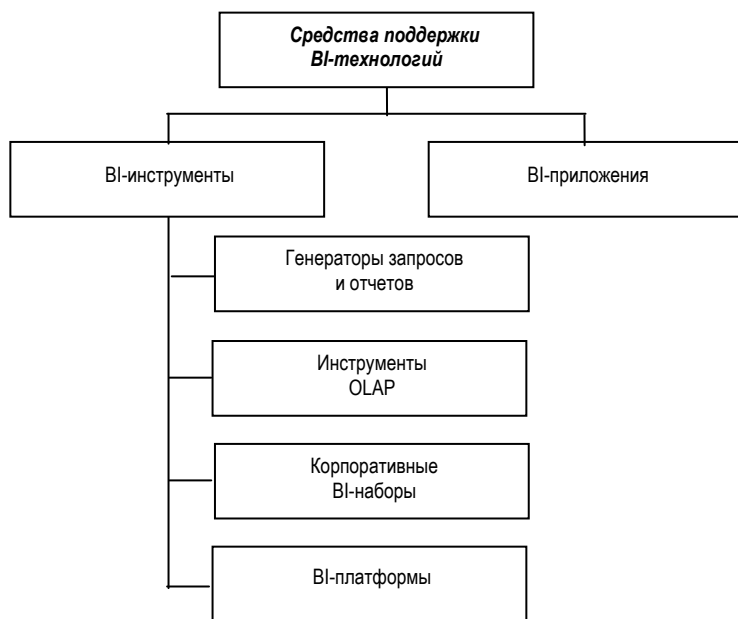 Средства поддержки
BI-технологий
BI-инструменты
BI-приложения
Генераторы запросов
и отчетов
Инструменты
OLAP
Корпоративные
BI-наборы
BI-платформы